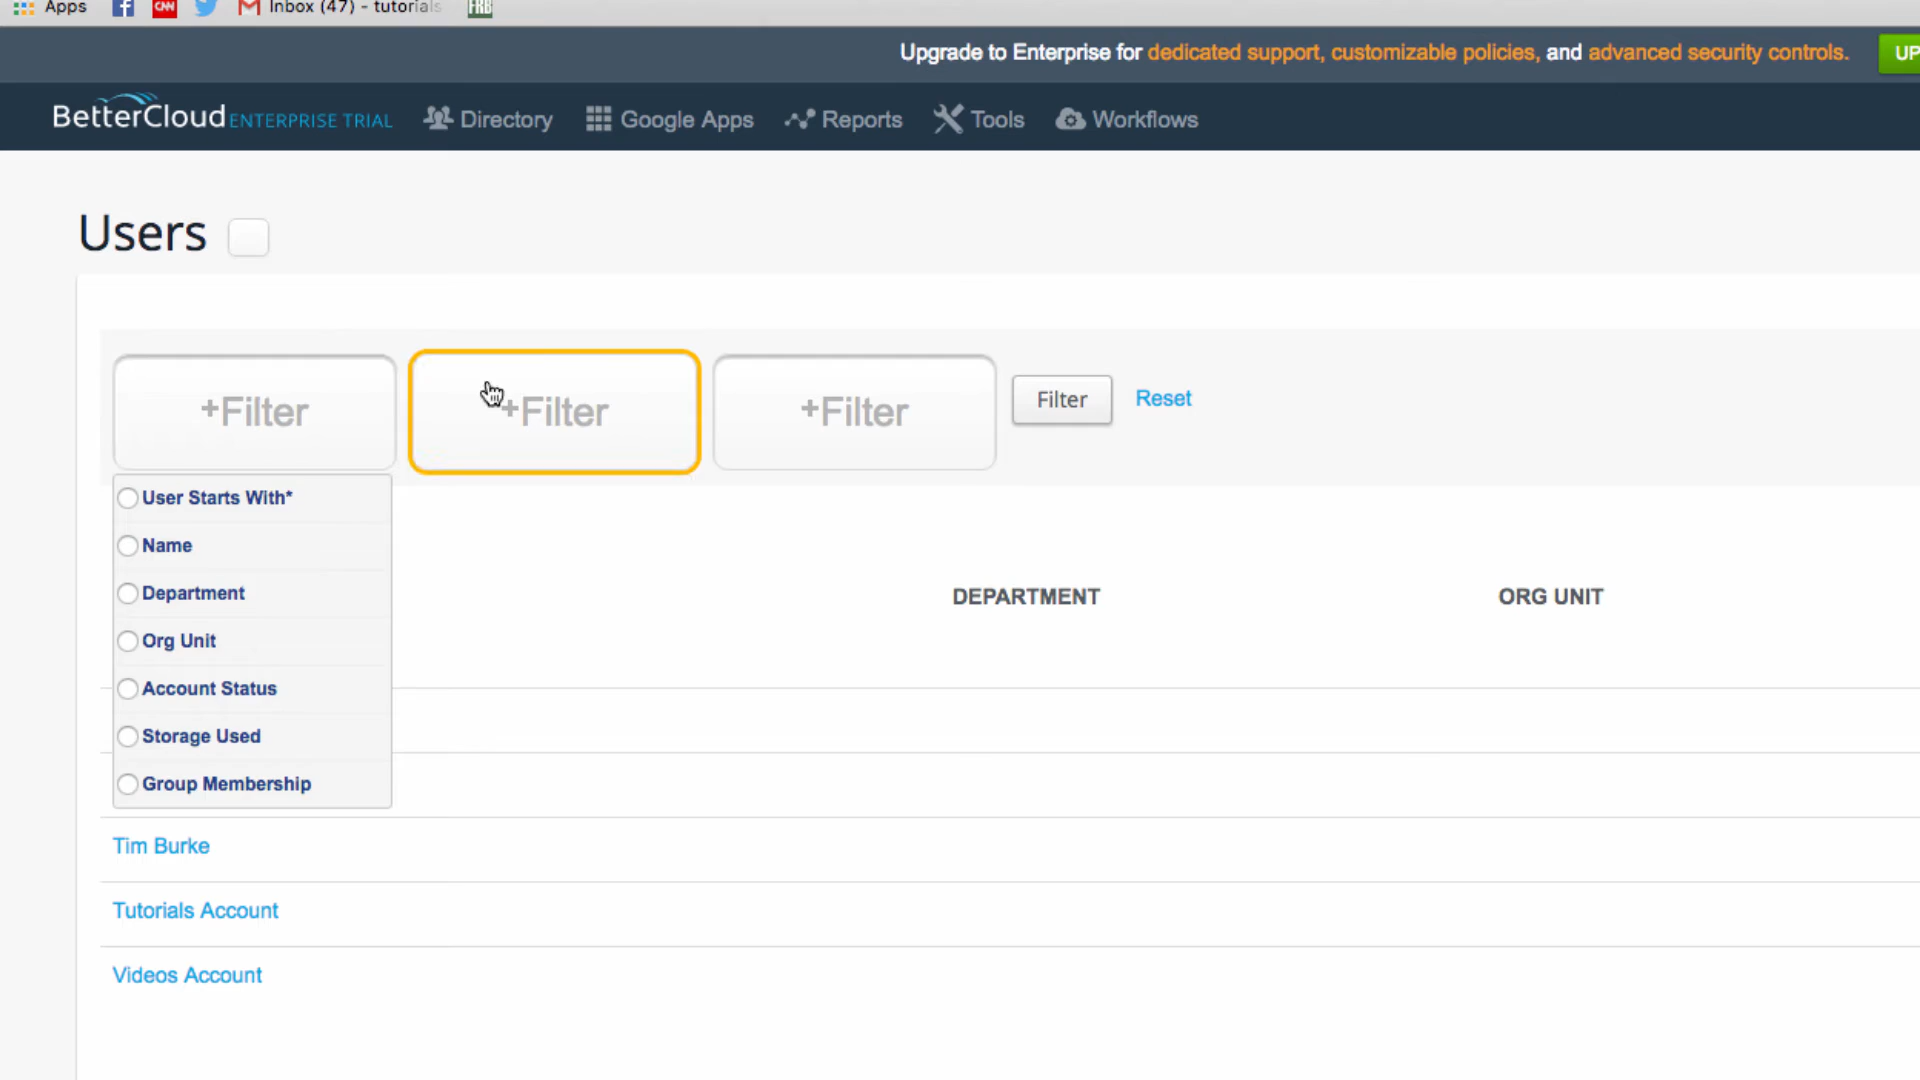 Apps CNN Inbox (47) - tutorials FRB
Upgrade to Enterprise for dedicated support, customizable policies, and advanced security controls. UP
BetterCloud ENTERPRISE TRIAL Directory Google Apps Reports Tools Workflows
Users
+Filter +Filter +Filter Filter Reset
User Starts With*
Name
Department
DEPARTMENT ORG UNIT
Org Unit
Account Status
Storage Used
Group Membership
Tim Burke
Tutorials Account
Videos Account